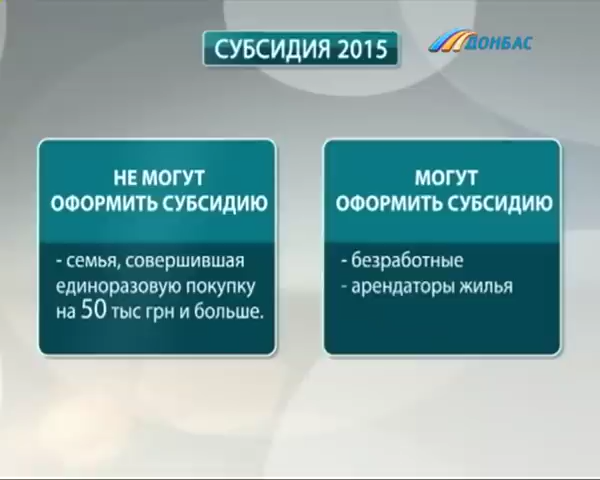 СУБСИДИЯ 2015
ДОНБАС
НЕ МОГУТ
ОФОРМИТЬ СУБСИДИЮ
- семья, совершившая
единоразовую покупку
на 50 тыс грн и больше.
МОГУТ
ОФОРМИТЬ СУБСИДИЮ
- безработные
- арендаторы жилья